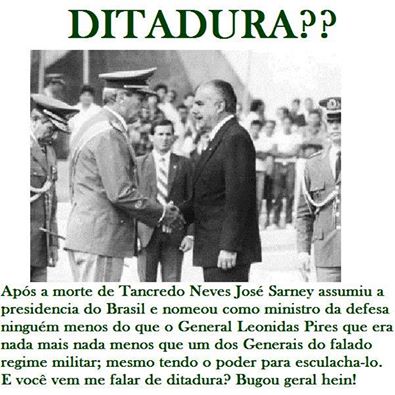 DITADURA??
Após a morte de Tancredo Neves José Sarney assumiu a
presidencia do Brasil e nomeou como ministro da defesa
ninguém menos do que o General Leonidas Pires que era
nada mais nada menos que um dos Generais do falado
regime militar; mesmo tendo o poder para esculacha-lo.
E você vem me falar de ditadura? Bugou geral hein!